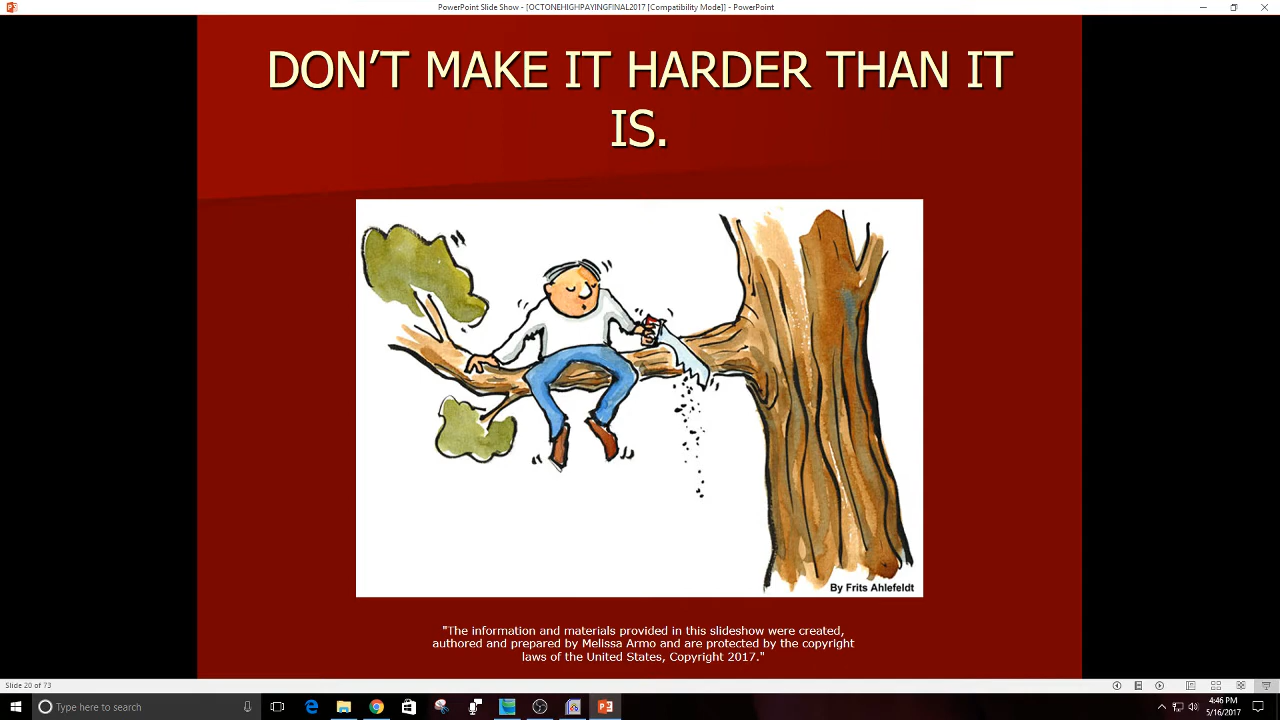 PowerPoint Slide Show - [OCTONEHIGHPAYINGFINAL2017 [Compatibility Mode]] - PowerPoint
DON’T MAKE IT HARDER THAN IT
IS.
By Frits Ahlefeldt
"The information and materials provided in this slideshow were created,
authored and prepared by Melissa Armo and are protected by the copyright
laws of the United States, Copyright 2017."
Slide 20 of 73
Type here to search
4:46 PM
5/16/2017